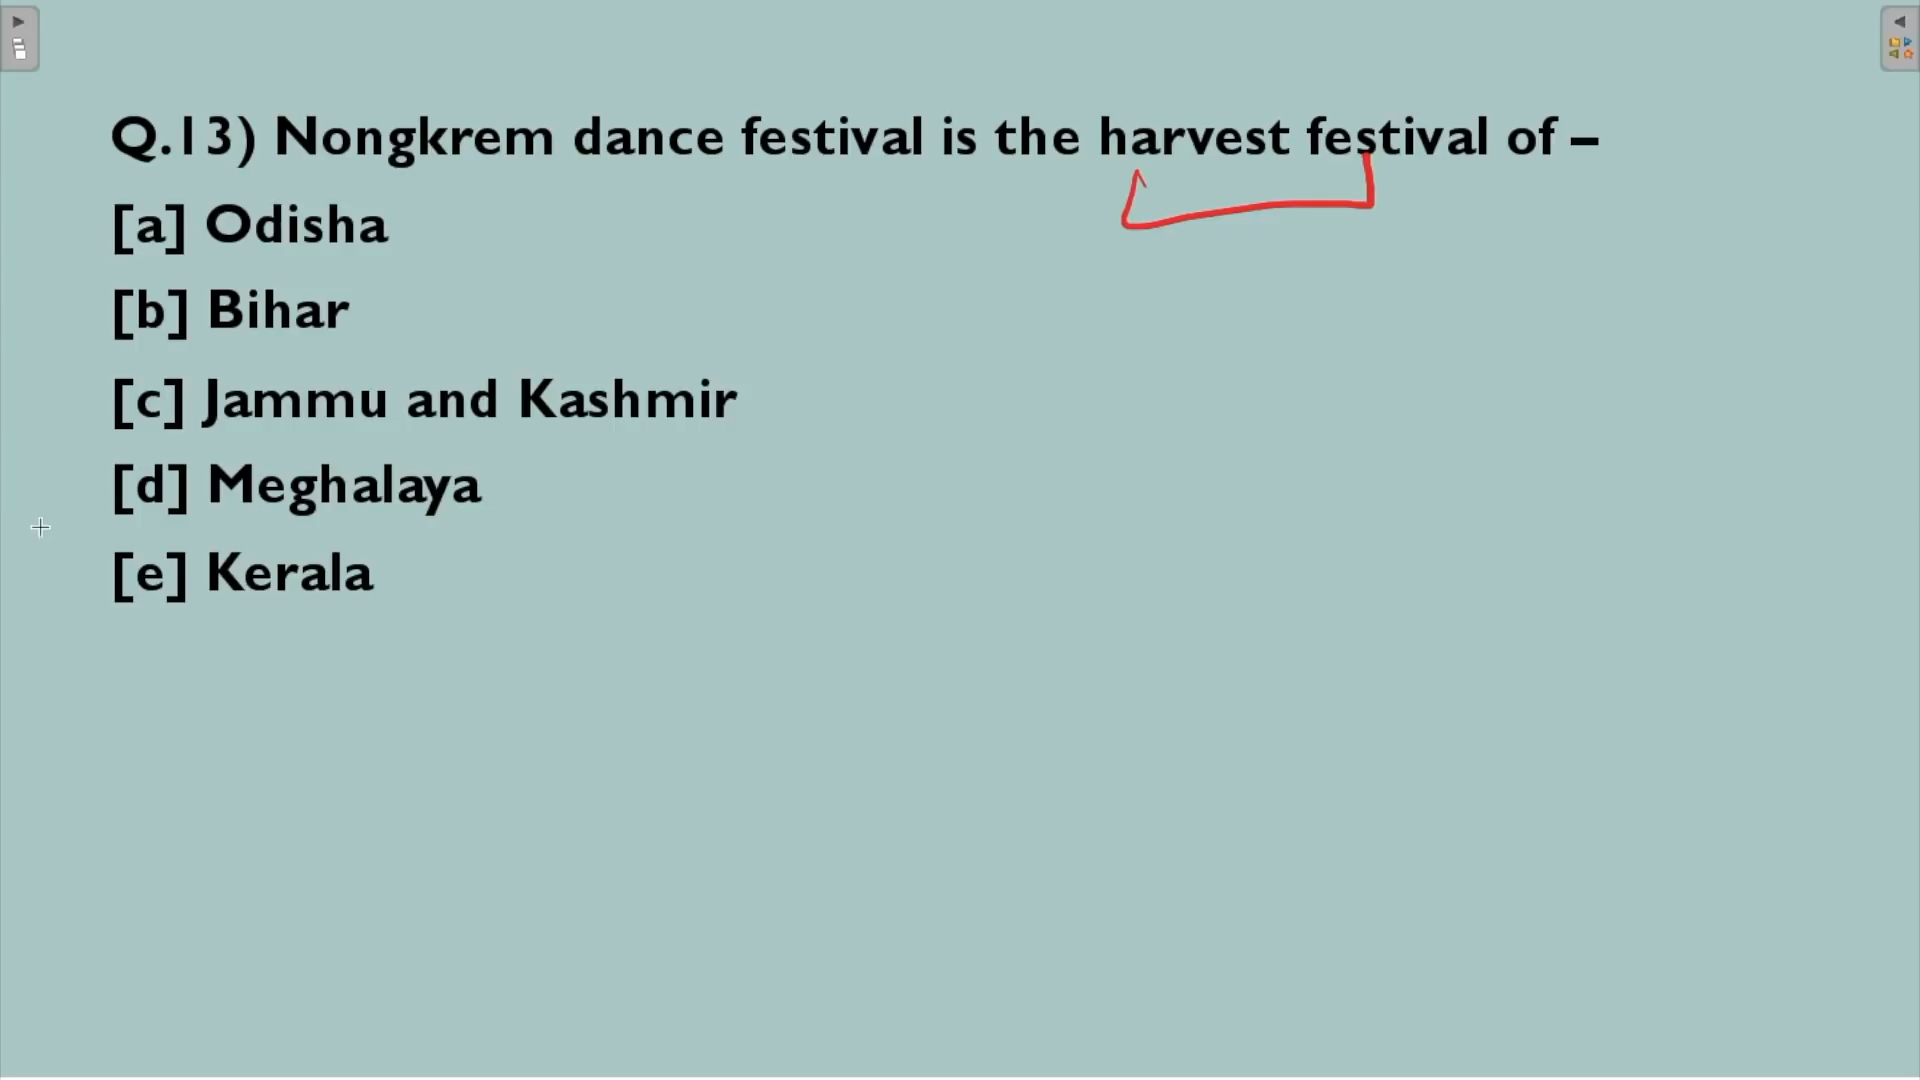 Q.13) Nongkrem dance festival is the harvest festival of –
[a] Odisha
[b] Bihar
[c] Jammu and Kashmir
[d] Meghalaya
[e] Kerala